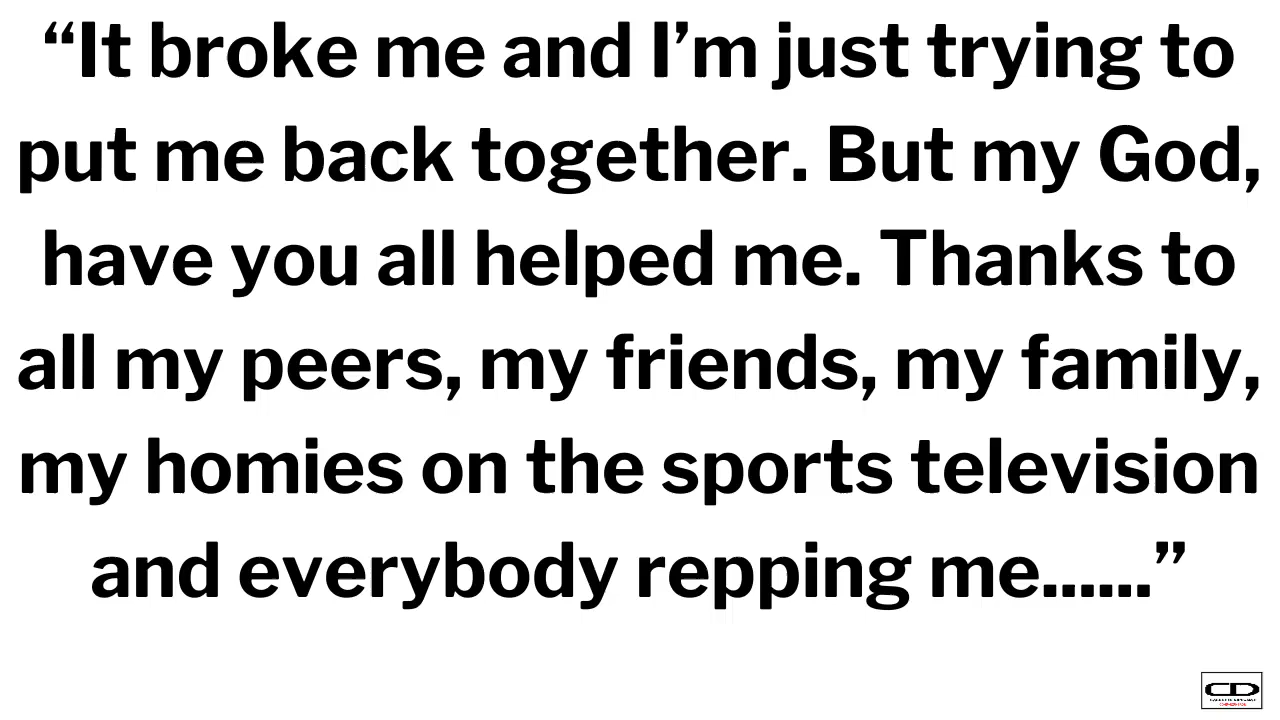 “It broke me and I’m just trying to
put me back together. But my God,
have you all helped me. Thanks to
all my peers, my friends, my family,
my homies on the sports television
and everybody repping me......”
CD